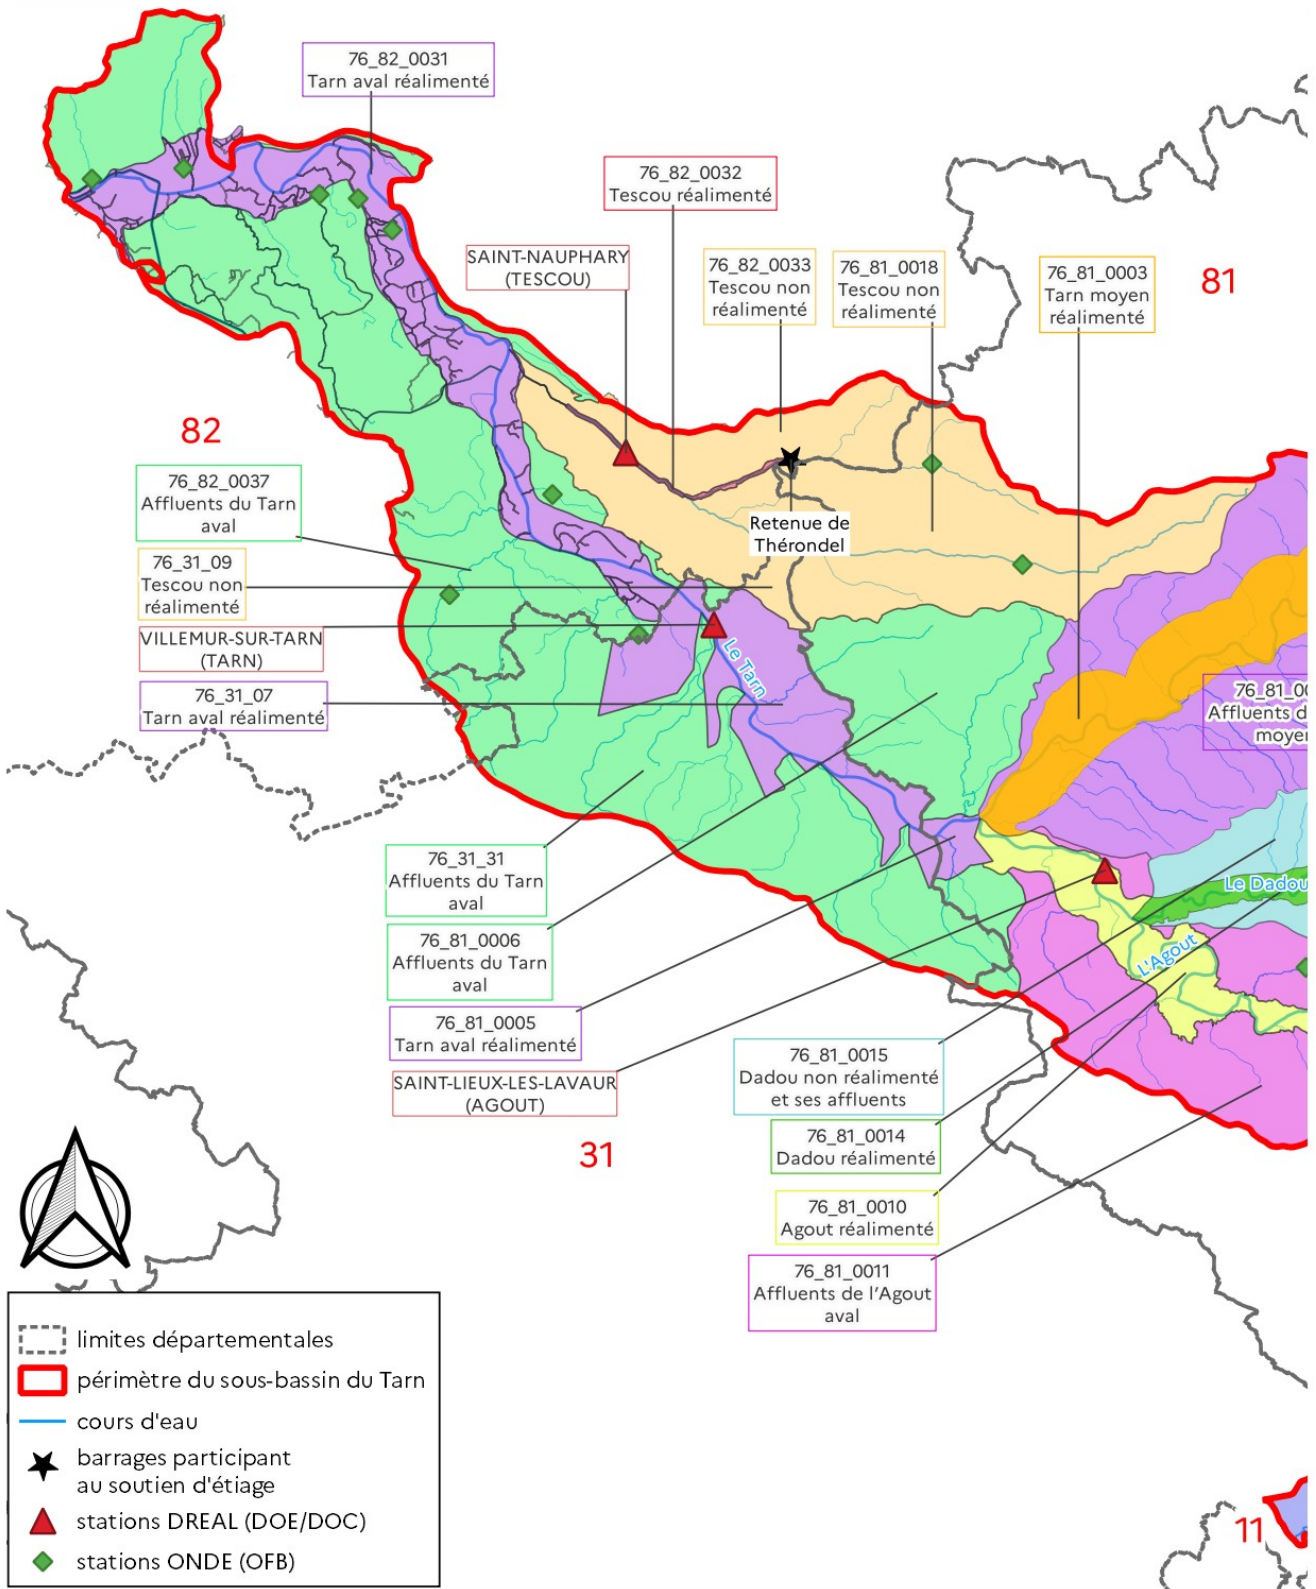 76_82_0031
Tarn aval réalimenté
76_82_0032
Tescou réalimenté
SAINT-NAUPHARY
(TESCOU)
76_82_0033
Tescou non
réalimenté
76_81_0018
Tescou non
réalimenté
76_81_0003
Tarn moyen
réalimenté
81
82
76_82_0037
Affluents du Tarn
aval
Retenue de
Thérondel
76_31_09
Tescou non
réalimenté
VILLEMUR-SUR-TARN
(TARN)
Le Tarn
76_31_07
Tarn aval réalimenté
76_81_00
Affluents d
moye
76_31_31
Affluents du Tarn
aval
Le Dadou
76_81_0006
Affluents du Tarn
aval
L'Agout
76_81_0005
Tarn aval réalimenté
76_81_0015
Dadou non réalimenté
et ses affluents
SAINT-LIEUX-LES-LAVAUR
(AGOUT)
31
76_81_0014
Dadou réalimenté
76_81_0010
Agout réalimenté
76_81_0011
Affluents de l'Agout
aval
limites départementales
périmètre du sous-bassin du Tarn
cours d'eau
barrages participant
au soutien d'étiage
stations DREAL (DOE/DOC)
stations ONDE (OFB)
11